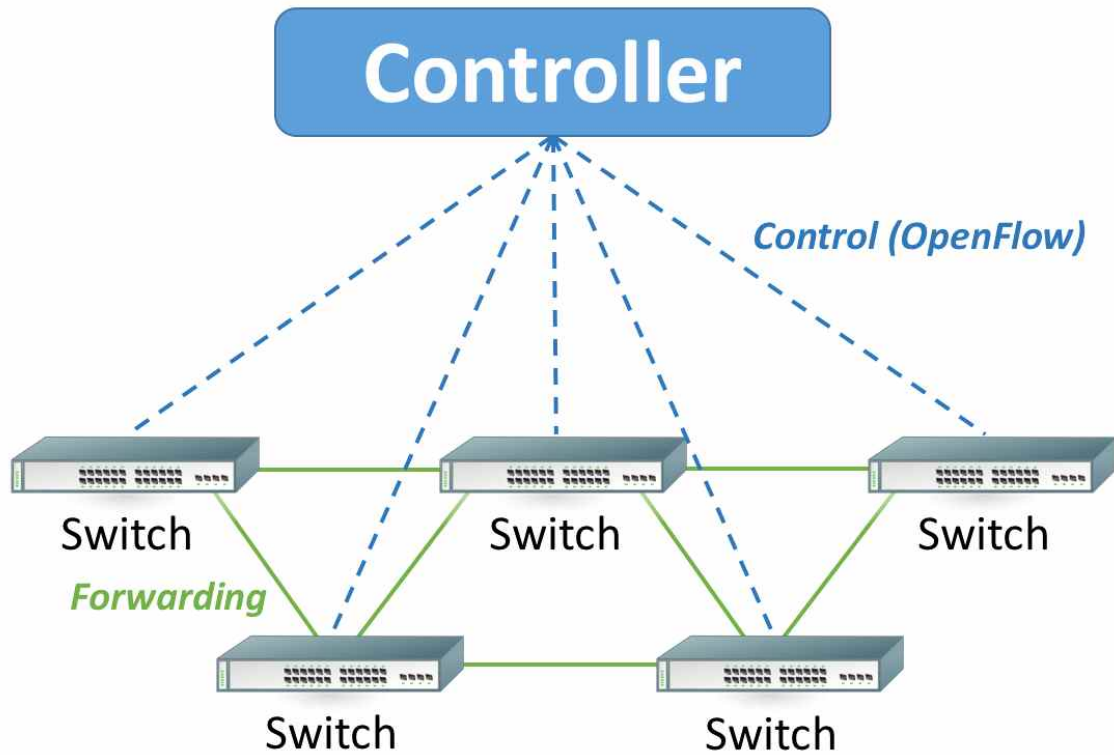 Controller
Control (OpenFlow)
Switch
Switch
Switch
Forwarding
Switch
Switch